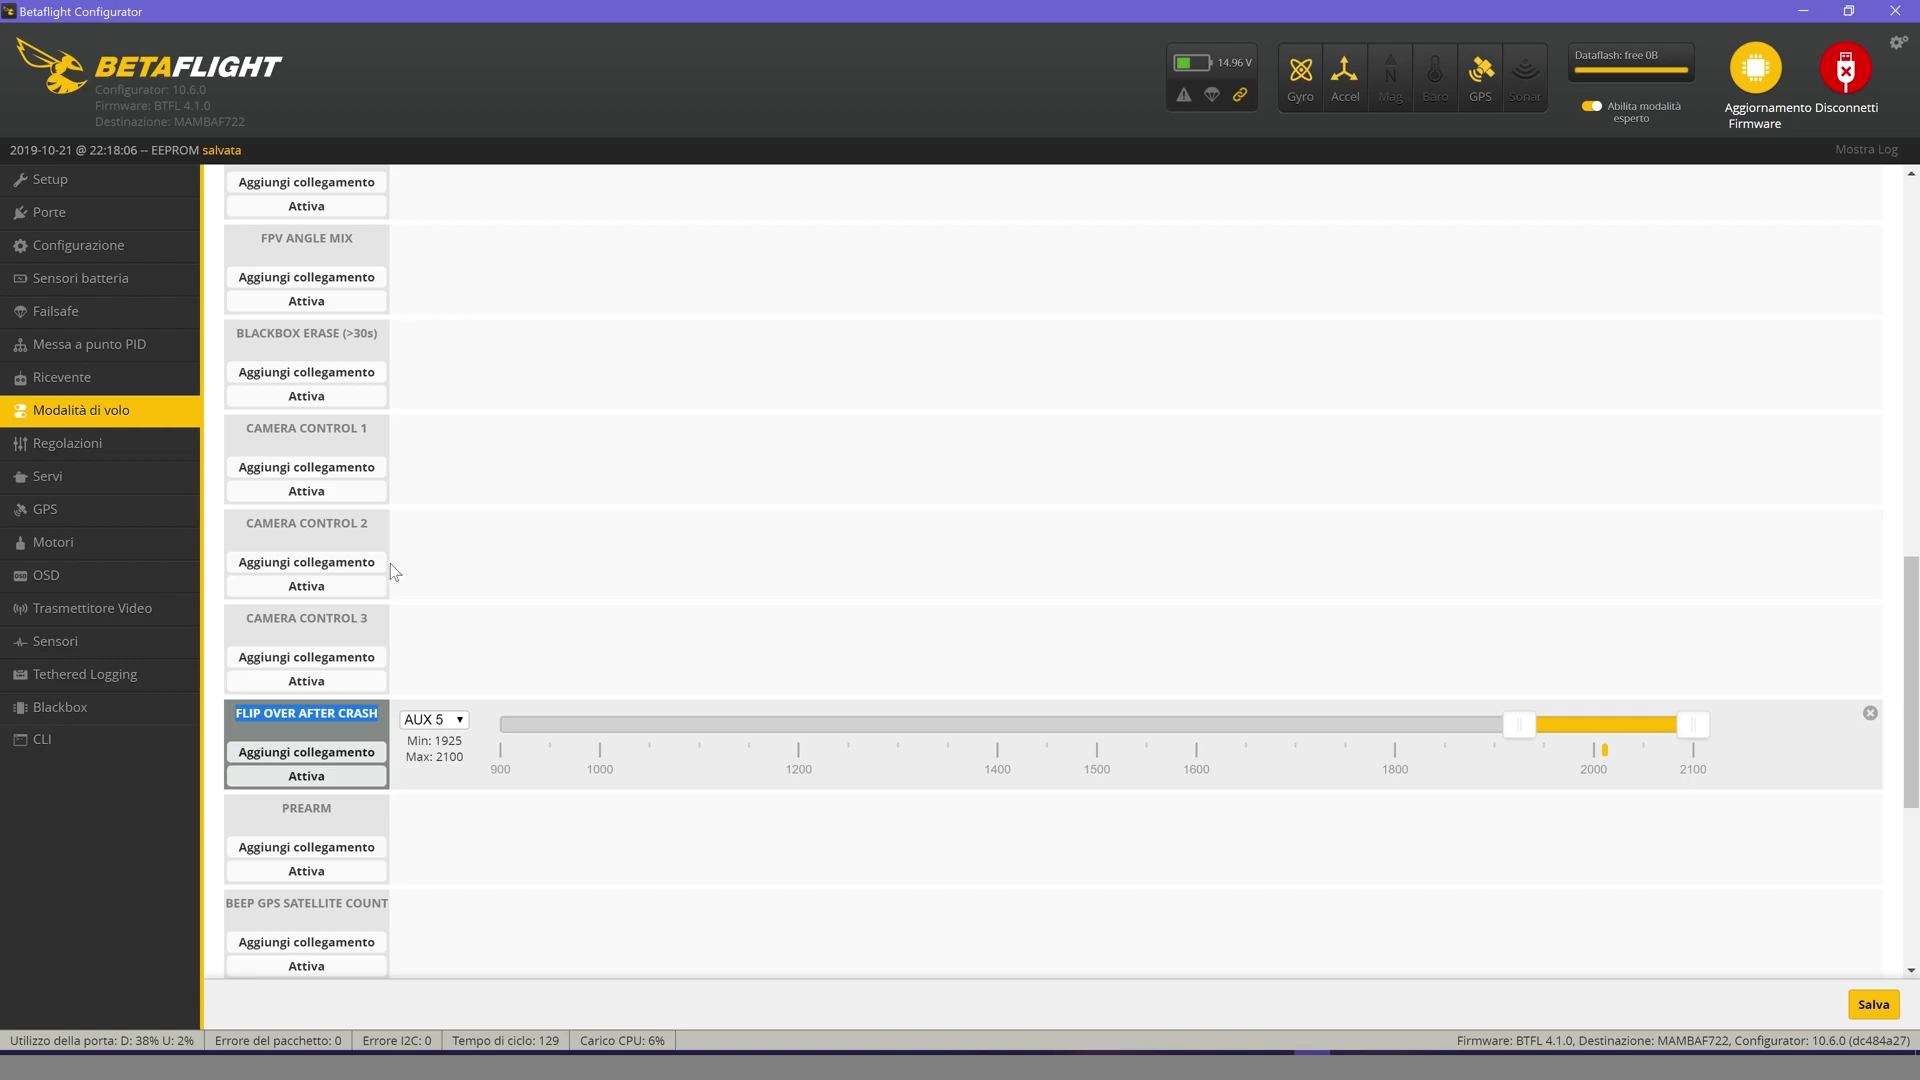 Betaflight Configurator
BETAFLIGHT
Configurator: 10.6.0
Firmware: BTFL 4.1.0
Destinazione: MAMBAF722
14.96 V
Gyro
Accel
Mag
Baro
GPS
Sonar
Dataflash: free 0B
Abilita modalità
esperto
Aggiornamento
Firmware
Disconnetti
2019-10-21 @ 22:18:06 -- EEPROM salvata
Mostra Log
Setup
Porte
Configurazione
Sensori batteria
Failsafe
Messa a punto PID
Ricevente
Modalità di volo
Regolazioni
Servi
GPS
Motori
OSD
Trasmettitore Video
Sensori
Tethered Logging
Blackbox
CLI
Aggiungi collegamento
Attiva
FPV ANGLE MIX
Aggiungi collegamento
Attiva
BLACKBOX ERASE (>30s)
Aggiungi collegamento
Attiva
CAMERA CONTROL 1
Aggiungi collegamento
Attiva
CAMERA CONTROL 2
Aggiungi collegamento
Attiva
CAMERA CONTROL 3
Aggiungi collegamento
Attiva
FLIP OVER AFTER CRASH
Aggiungi collegamento
Attiva
AUX 5
Min: 1925
Max: 2100
900 1000 1200 1400 1500 1600 1800 2000 2100
PREARM
Aggiungi collegamento
Attiva
BEEP GPS SATELLITE COUNT
Aggiungi collegamento
Attiva
Salva
Utilizzo della porta: D: 38% U: 2%
Errore del pacchetto: 0
Errore I2C: 0
Tempo di ciclo: 129
Carico CPU: 6%
Firmware: BTFL 4.1.0, Destinazione: MAMBAF722, Configurator: 10.6.0 (dc484a27)